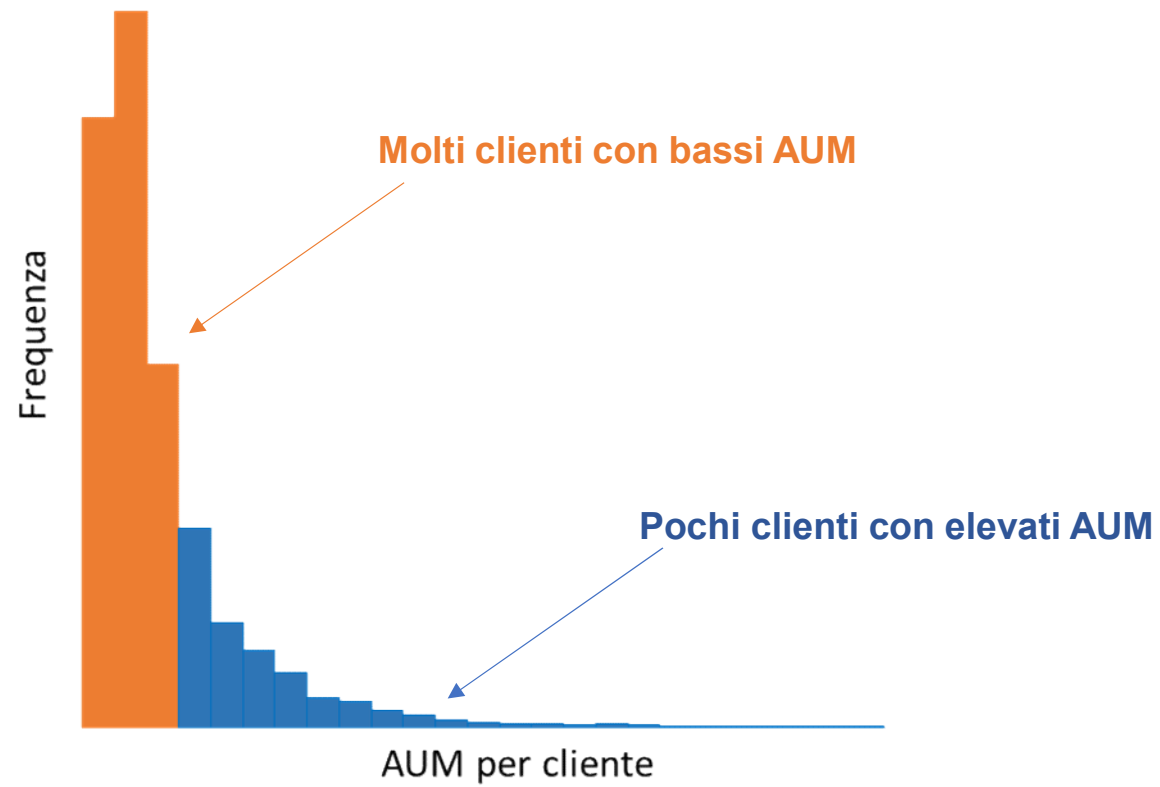 Molti clienti con bassi AUM
Frequenza
Pochi clienti con elevati AUM
AUM per cliente